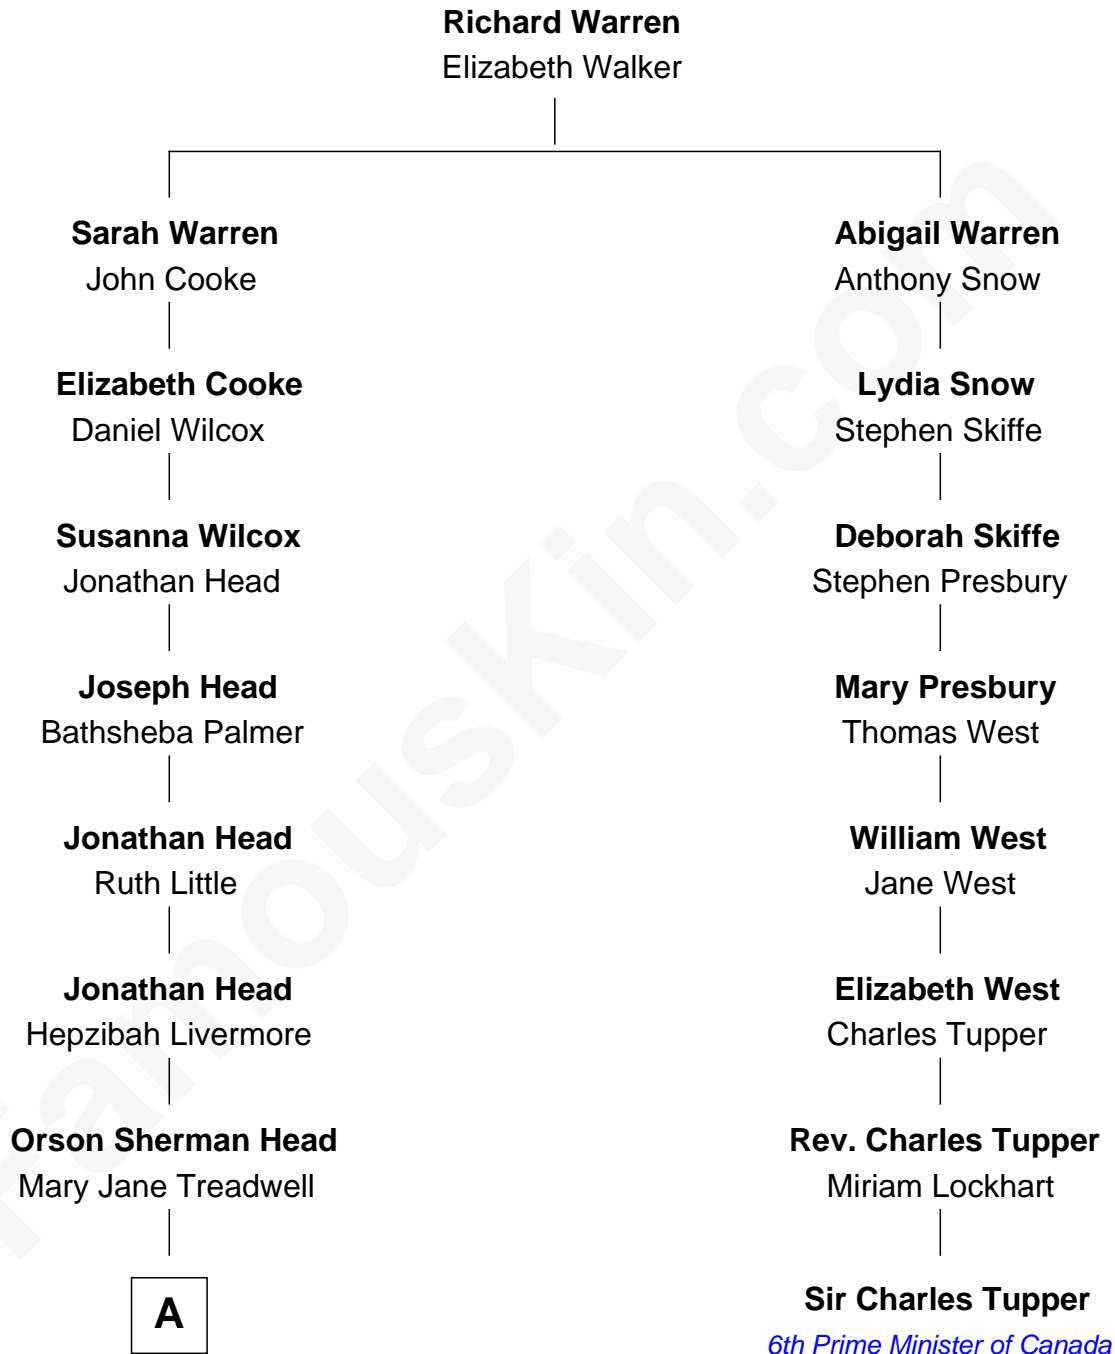 Richard Warren
Elizabeth Walker
Sarah Warren
John Cooke
Abigail Warren
Anthony Snow
Elizabeth Cooke
Daniel Wilcox
Lydia Snow
Stephen Skiffe
Susanna Wilcox
Jonathan Head
Deborah Skiffe
Stephen Presbury
Joseph Head
Bathsheba Palmer
Mary Presbury
Thomas West
Jonathan Head
Ruth Little
William West
Jane West
Jonathan Head
Hepzibah Livermore
Elizabeth West
Charles Tupper
Orson Sherman Head
Mary Jane Treadwell
Rev. Charles Tupper
Miriam Lockhart
A
Sir Charles Tupper
6th Prime Minister of Canada
FamousKin.com